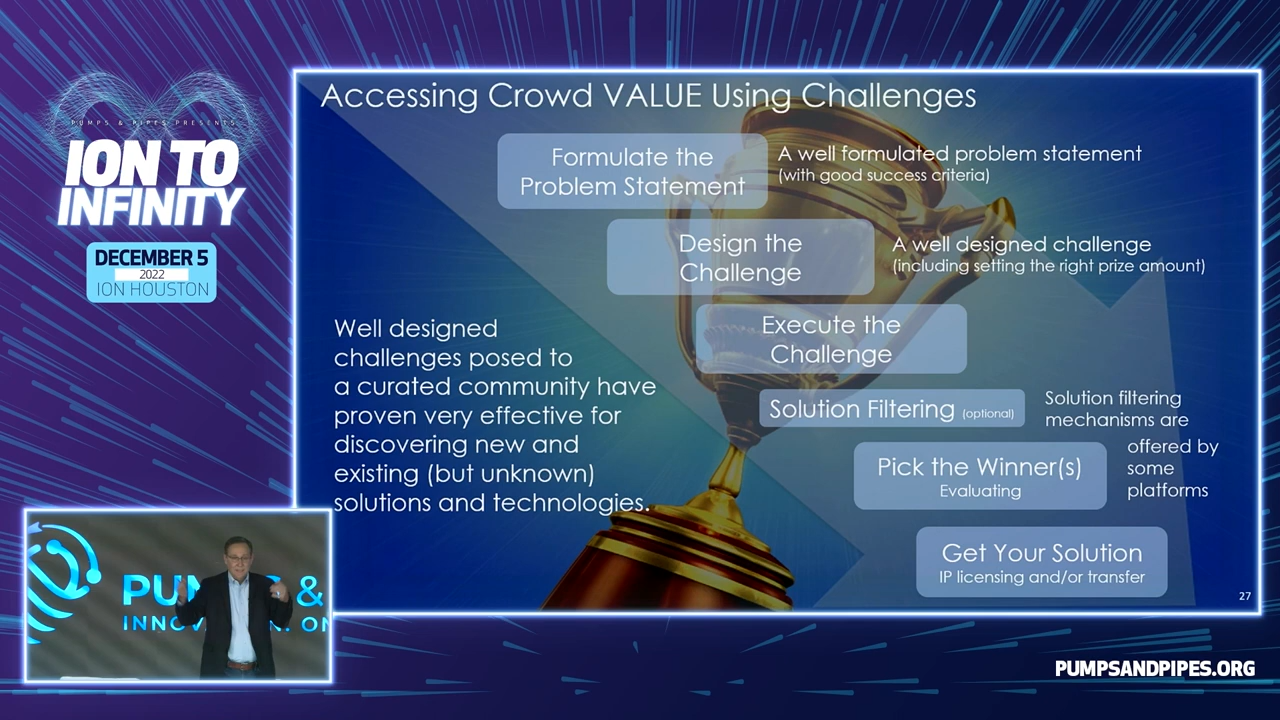 PUMPS & PIPES PRESENTS
ION TO
INFINITY
DECEMBER 5
2022
ION HOUSTON
Accessing Crowd VALUE Using Challenges
Formulate the
Problem Statement
A well formulated problem statement
(with good success criteria)
Design the
Challenge
A well designed challenge
(including setting the right prize amount)
Execute the
Challenge
Well designed
challenges posed to
a curated community have
proven very effective for
discovering new and
existing (but unknown)
solutions and technologies.
Solution Filtering (optional)
Solution filtering
mechanisms are
offered by
some
platforms
Pick the Winner(s)
Evaluating
Get Your Solution
IP licensing and/or transfer
27
&
PUMPSANDPIPES.ORG